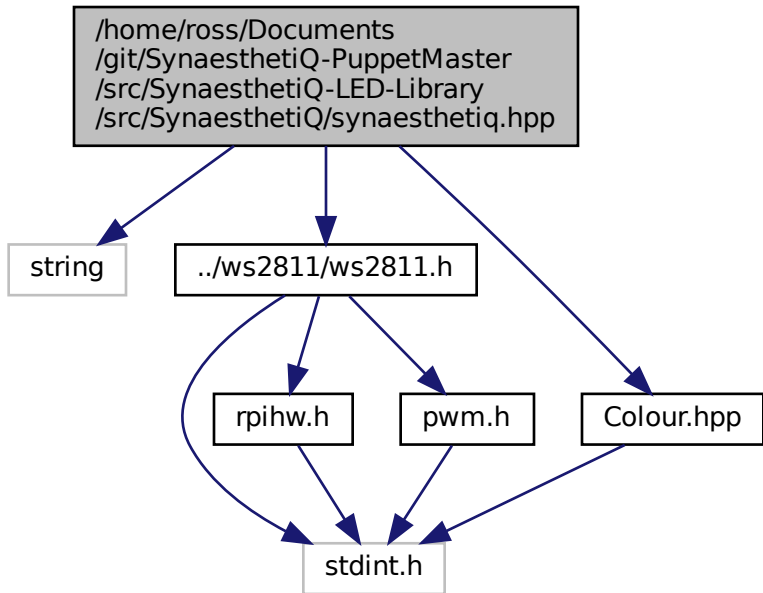 /home/ross/Documents
/git/SynaesthetiQ-PuppetMaster
/src/SynaesthetiQ-LED-Library
/src/SynaesthetiQ/synaesthetiq.hpp
string
../ws2811/ws2811.h
rpihw.h
pwm.h
Colour.hpp
stdint.h